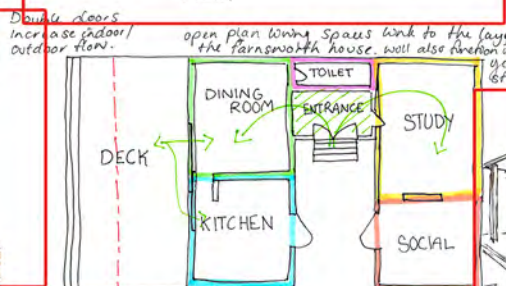 Double doors
increase indoor/
outdoor flow.
open plan living spaces link to the
the farnsworth house. wall also function
TOILET
DINING
ROOM
ENTRANCE
STUDY
DECK
KITCHEN
SOCIAL